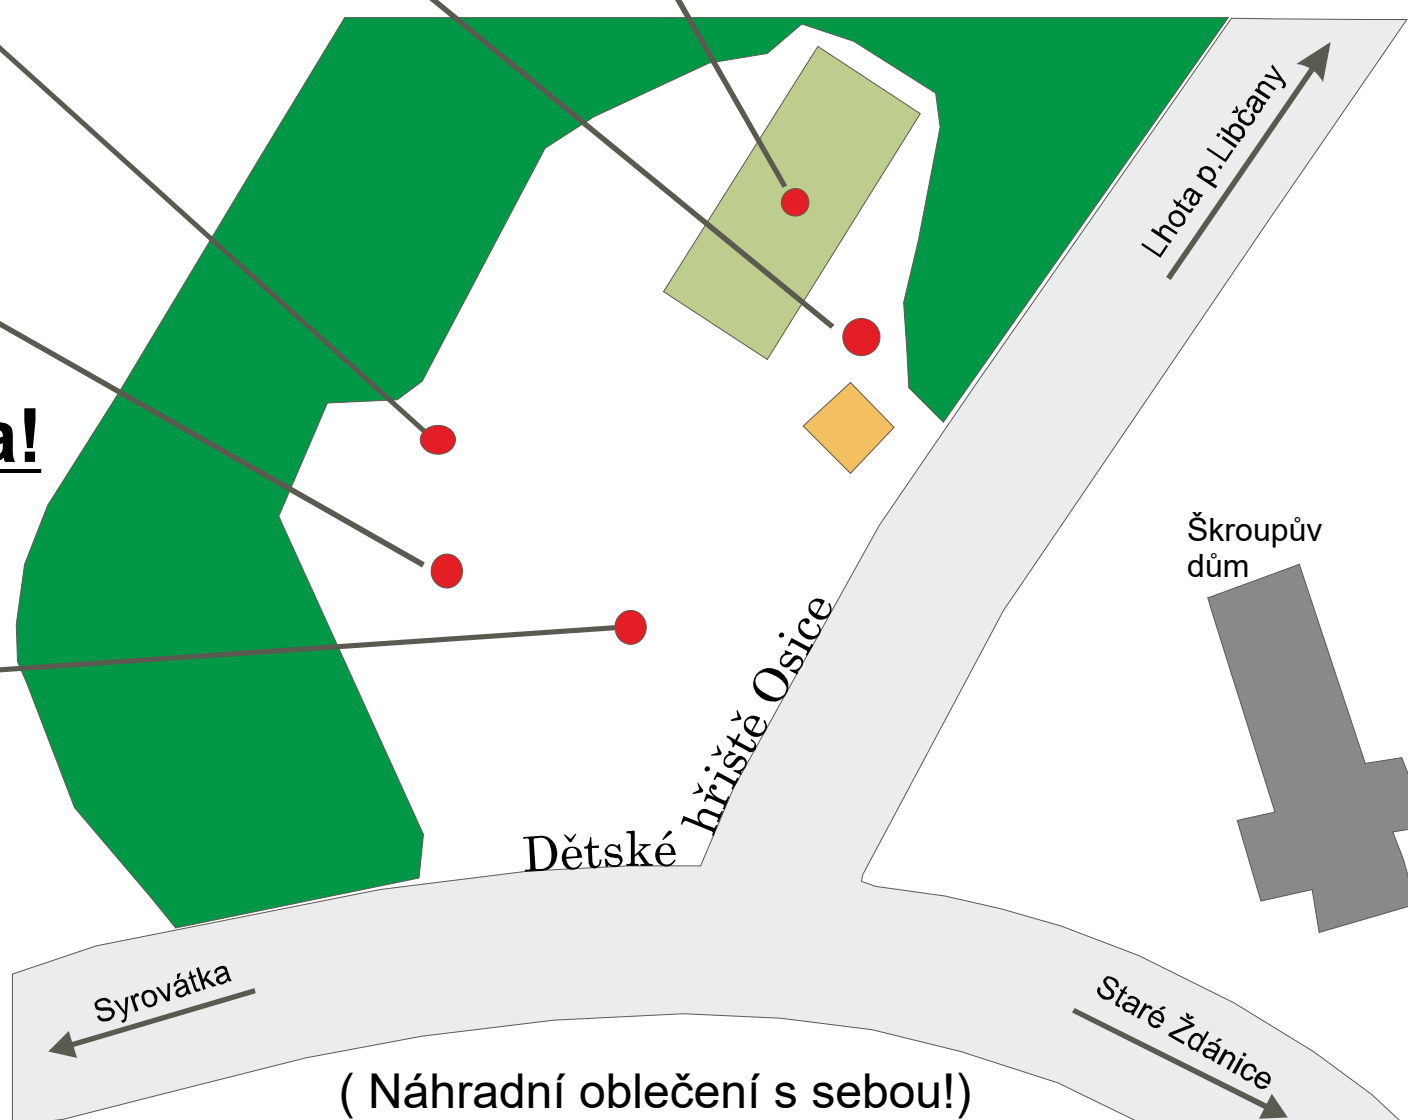 Lhota p.Libčany
a!
Škroupův
dům
Dětské hřiště Osice
Syrovátka
Staré Ždánice
( Náhradní oblečení s sebou!)